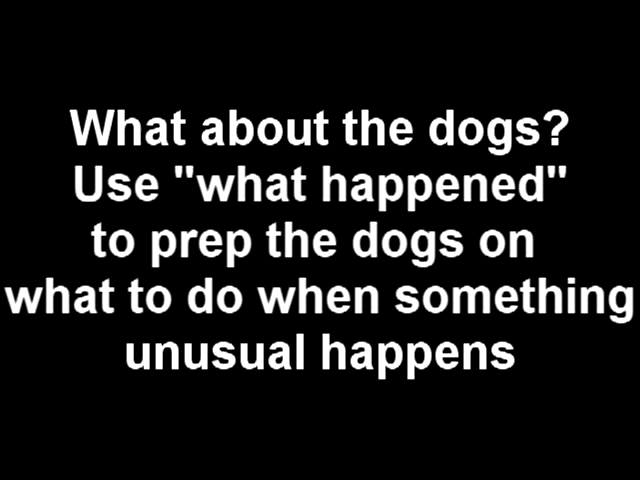 What about the dogs?
Use "what happened"
to prep the dogs on
what to do when something
unusual happens